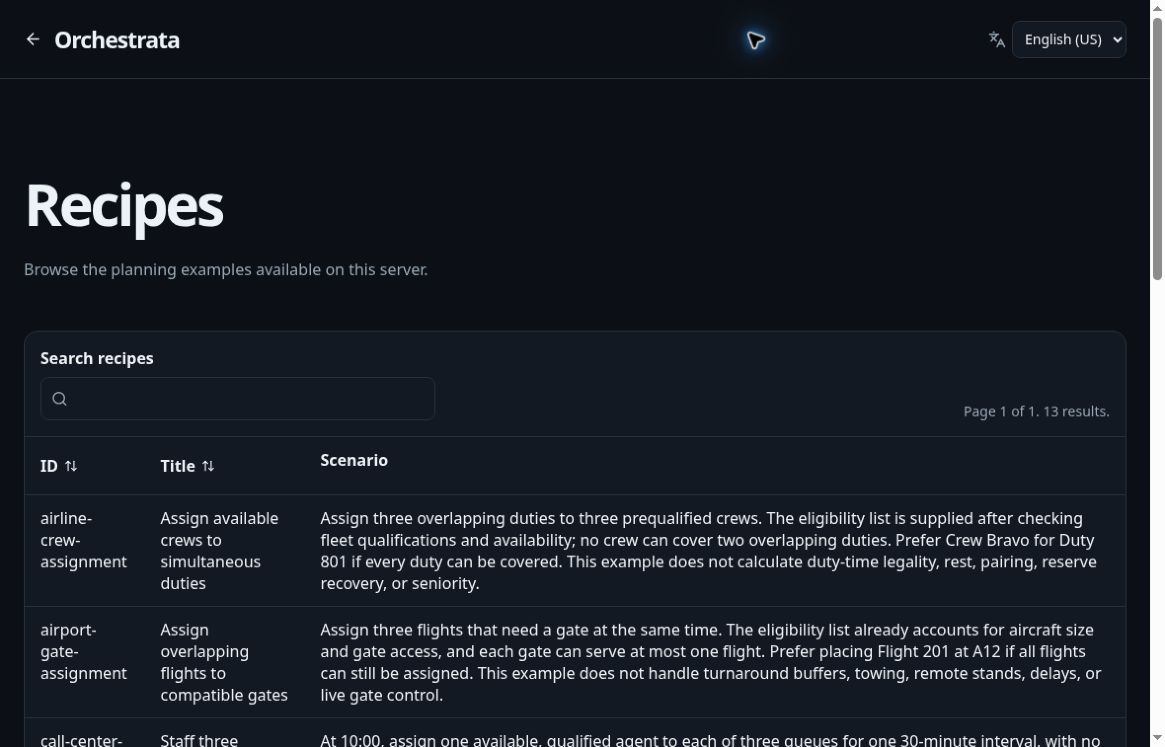 Orchestrata
English (US)
Recipes
Browse the planning examples available on this server.
Search recipes
Page 1 of 1. 13 results.
ID
Title
Scenario
airline-
crew-
assignment
Assign available
crews to
simultaneous
duties
Assign three overlapping duties to three prequalified crews. The eligibility list is supplied after checking
fleet qualifications and availability; no crew can cover two overlapping duties. Prefer Crew Bravo for Duty
801 if every duty can be covered. This example does not calculate duty-time legality, rest, pairing, reserve
recovery, or seniority.
airport-
gate-
assignment
Assign
overlapping
flights to
compatible gates
Assign three flights that need a gate at the same time. The eligibility list already accounts for aircraft size
and gate access, and each gate can serve at most one flight. Prefer placing Flight 201 at A12 if all flights
can still be assigned. This example does not handle turnaround buffers, towing, remote stands, delays, or
live gate control.
call-center-
Staff three
At 10:00, assign one available, qualified agent to each of three queues for one 30-minute interval, with no